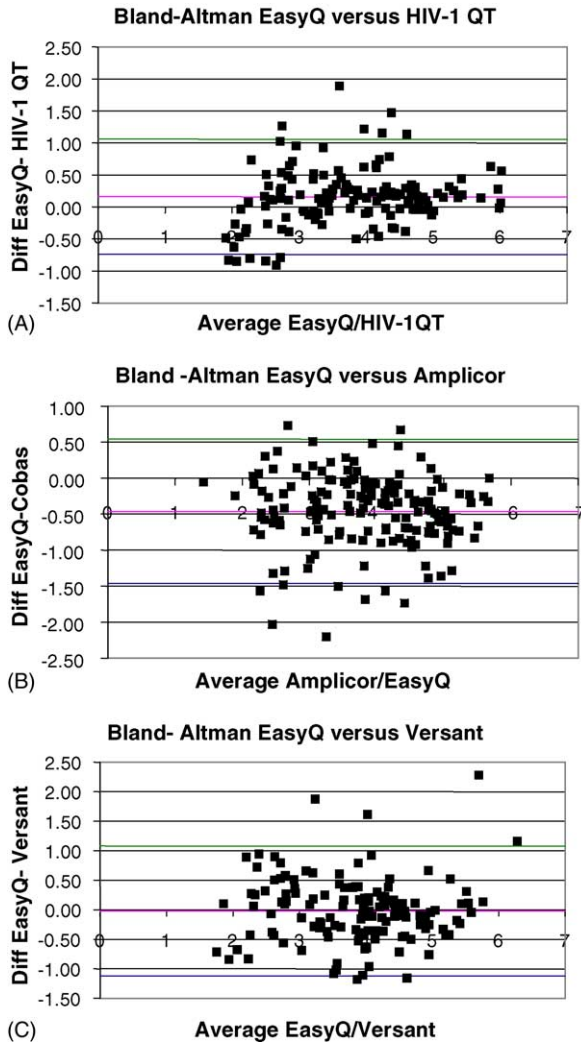 Bland-Altman EasyQ versus HIV-1 QT
Diff EasyQ- HIV-1 QT
2.50
2.00
1.50
1.00
0.50
0.00
-0.50
-1.00
-1.50
0 1 2 3 4 5 6 7
(A)
Average EasyQ/HIV-1QT
Bland -Altman EasyQ versus Amplicor
Diff EasyQ-Cobas
1.00
0.50
0.00
-0.50
-1.00
-1.50
-2.00
-2.50
0 1 2 3 4 5 6 7
(B)
Average Amplicor/EasyQ
Bland- Altman EasyQ versus Versant
Diff EasyQ- Versant
2.50
2.00
1.50
1.00
0.50
0.00
-0.50
-1.00
-1.50
0 1 2 3 4 5 6 7
(C)
Average EasyQ/Versant